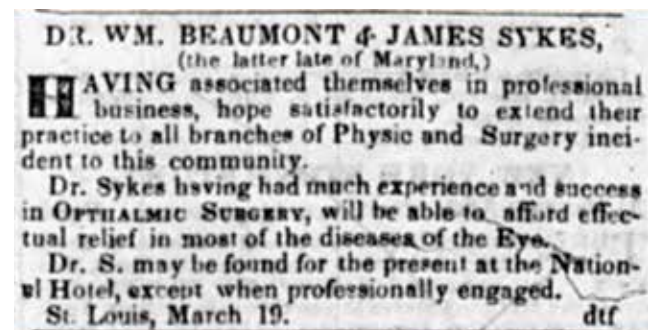 DR. WM. BEAUMONT & JAMES SYKES,
(the latter late of Maryland,)
HAVING associated themselves in professional
business, hope satisfactorily to extend their
practice to all branches of Physic and Surgery inci-
dent to this community.
Dr. Sykes having had much experience and success
in OPTHALMIC SURGERY, will be able to afford effec-
tual relief in most of the diseases of the Eye.
Dr. S. may be found for the present at the Nation-
al Hotel, except when professionally engaged.
St. Louis, March 19. dtf